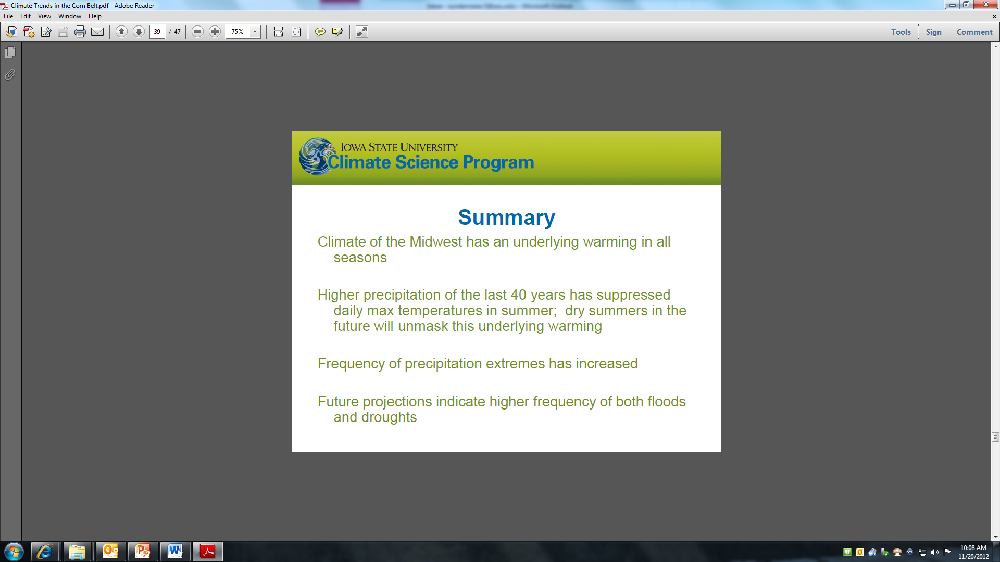 Climate Trends in the Corn Belt.pdf - Adobe Reader
File Edit View Window Help
39 / 47 75% Tools Sign Comment
IOWA STATE UNIVERSITY
Climate Science Program
Summary
Climate of the Midwest has an underlying warming in all
seasons
Higher precipitation of the last 40 years has suppressed
daily max temperatures in summer; dry summers in the
future will unmask this underlying warming
Frequency of precipitation extremes has increased
Future projections indicate higher frequency of both floods
and droughts
10:08 AM
11/20/2012